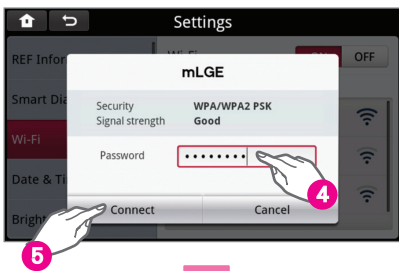 Settings
REF Infor
Wi-Fi
ON OFF
mLGE
Smart Dia
Security WPA/WPA2 PSK
Signal strength Good
Wi-Fi
Password ••••••••
4
Date & Ti
Connect Cancel
Bright
5